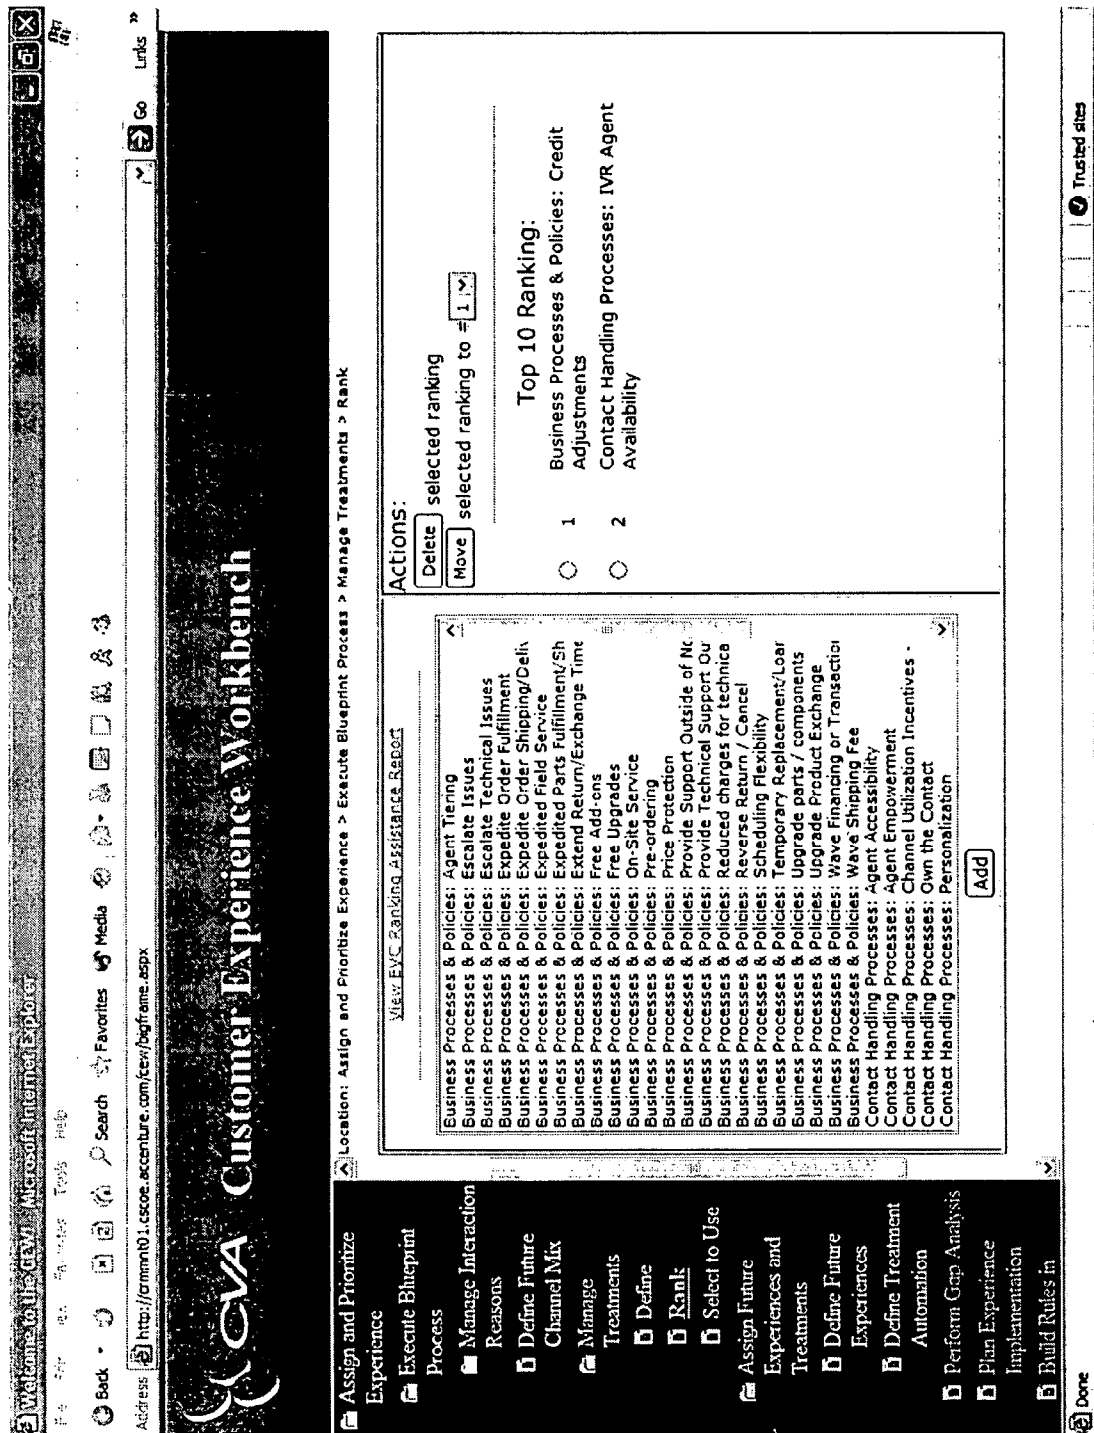 Welcome to the CEW! - Microsoft Internet Explorer
Tools Help
Back Search Favorites Media
Address http://crmmnt01.cscoe.accenture.com/cew/bigframe.aspx Go Links »
CVA Customer Experience Workbench
Location: Assign and Prioritize Experience > Execute Blueprint Process > Manage Treatments > Rank
Assign and Prioritize
Experience
Execute Blueprint
Process
Manage Interaction
Reasons
Define Future
Channel Mix
Manage
Treatments
Define
Rank
Select to Use
Assign Future
Experiences and
Treatments
Define Future
Experiences
Define Treatment
Automation
Perform Gap Analysis
Plan Experience
Implementation
Build Rules in
View EVC Ranking Assistance Report
Business Processes & Policies: Agent Tiering
Business Processes & Policies: Escalate Issues
Business Processes & Policies: Escalate Technical Issues
Business Processes & Policies: Expedite Order Fulfillment
Business Processes & Policies: Expedite Order Shipping/Deliv
Business Processes & Policies: Expedited Field Service
Business Processes & Policies: Expedited Parts Fulfillment/Sh
Business Processes & Policies: Extend Return/Exchange Time
Business Processes & Policies: Free Add-ons
Business Processes & Policies: Free Upgrades
Business Processes & Policies: On-Site Service
Business Processes & Policies: Pre-ordering
Business Processes & Policies: Price Protection
Business Processes & Policies: Provide Support Outside of No
Business Processes & Policies: Provide Technical Support Our
Business Processes & Policies: Reduced charges for technica
Business Processes & Policies: Reverse Return / Cancel
Business Processes & Policies: Scheduling Flexibility
Business Processes & Policies: Temporary Replacement/Loar
Business Processes & Policies: Upgrade parts / components
Business Processes & Policies: Upgrade Product Exchange
Business Processes & Policies: Wave Financing or Transaction
Business Processes & Policies: Wave Shipping Fee
Contact Handling Processes: Agent Accessibility
Contact Handling Processes: Agent Empowerment
Contact Handling Processes: Channel Utilization Incentives -
Contact Handling Processes: Own the Contact
Contact Handling Processes: Personalization
Add
Actions:
Delete selected ranking
Move selected ranking to = 1
Top 10 Ranking:
1 Business Processes & Policies: Credit
Adjustments
2 Contact Handling Processes: IVR Agent
Availability
Done Trusted sites